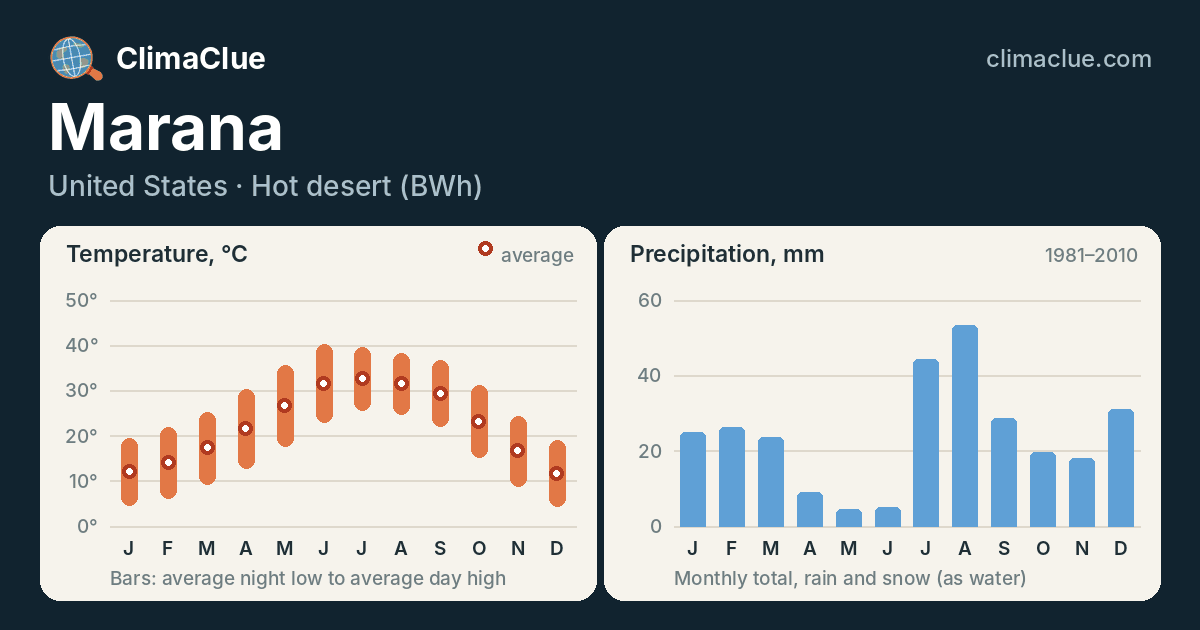 ClimaClue
climaclue.com
Marana
United States · Hot desert (BWh)
Temperature, °C
average
50°
40°
30°
20°
10°
0°
J F M A M J J A S O N D
Bars: average night low to average day high
Precipitation, mm
1981–2010
60
40
20
0
J F M A M J J A S O N D
Monthly total, rain and snow (as water)